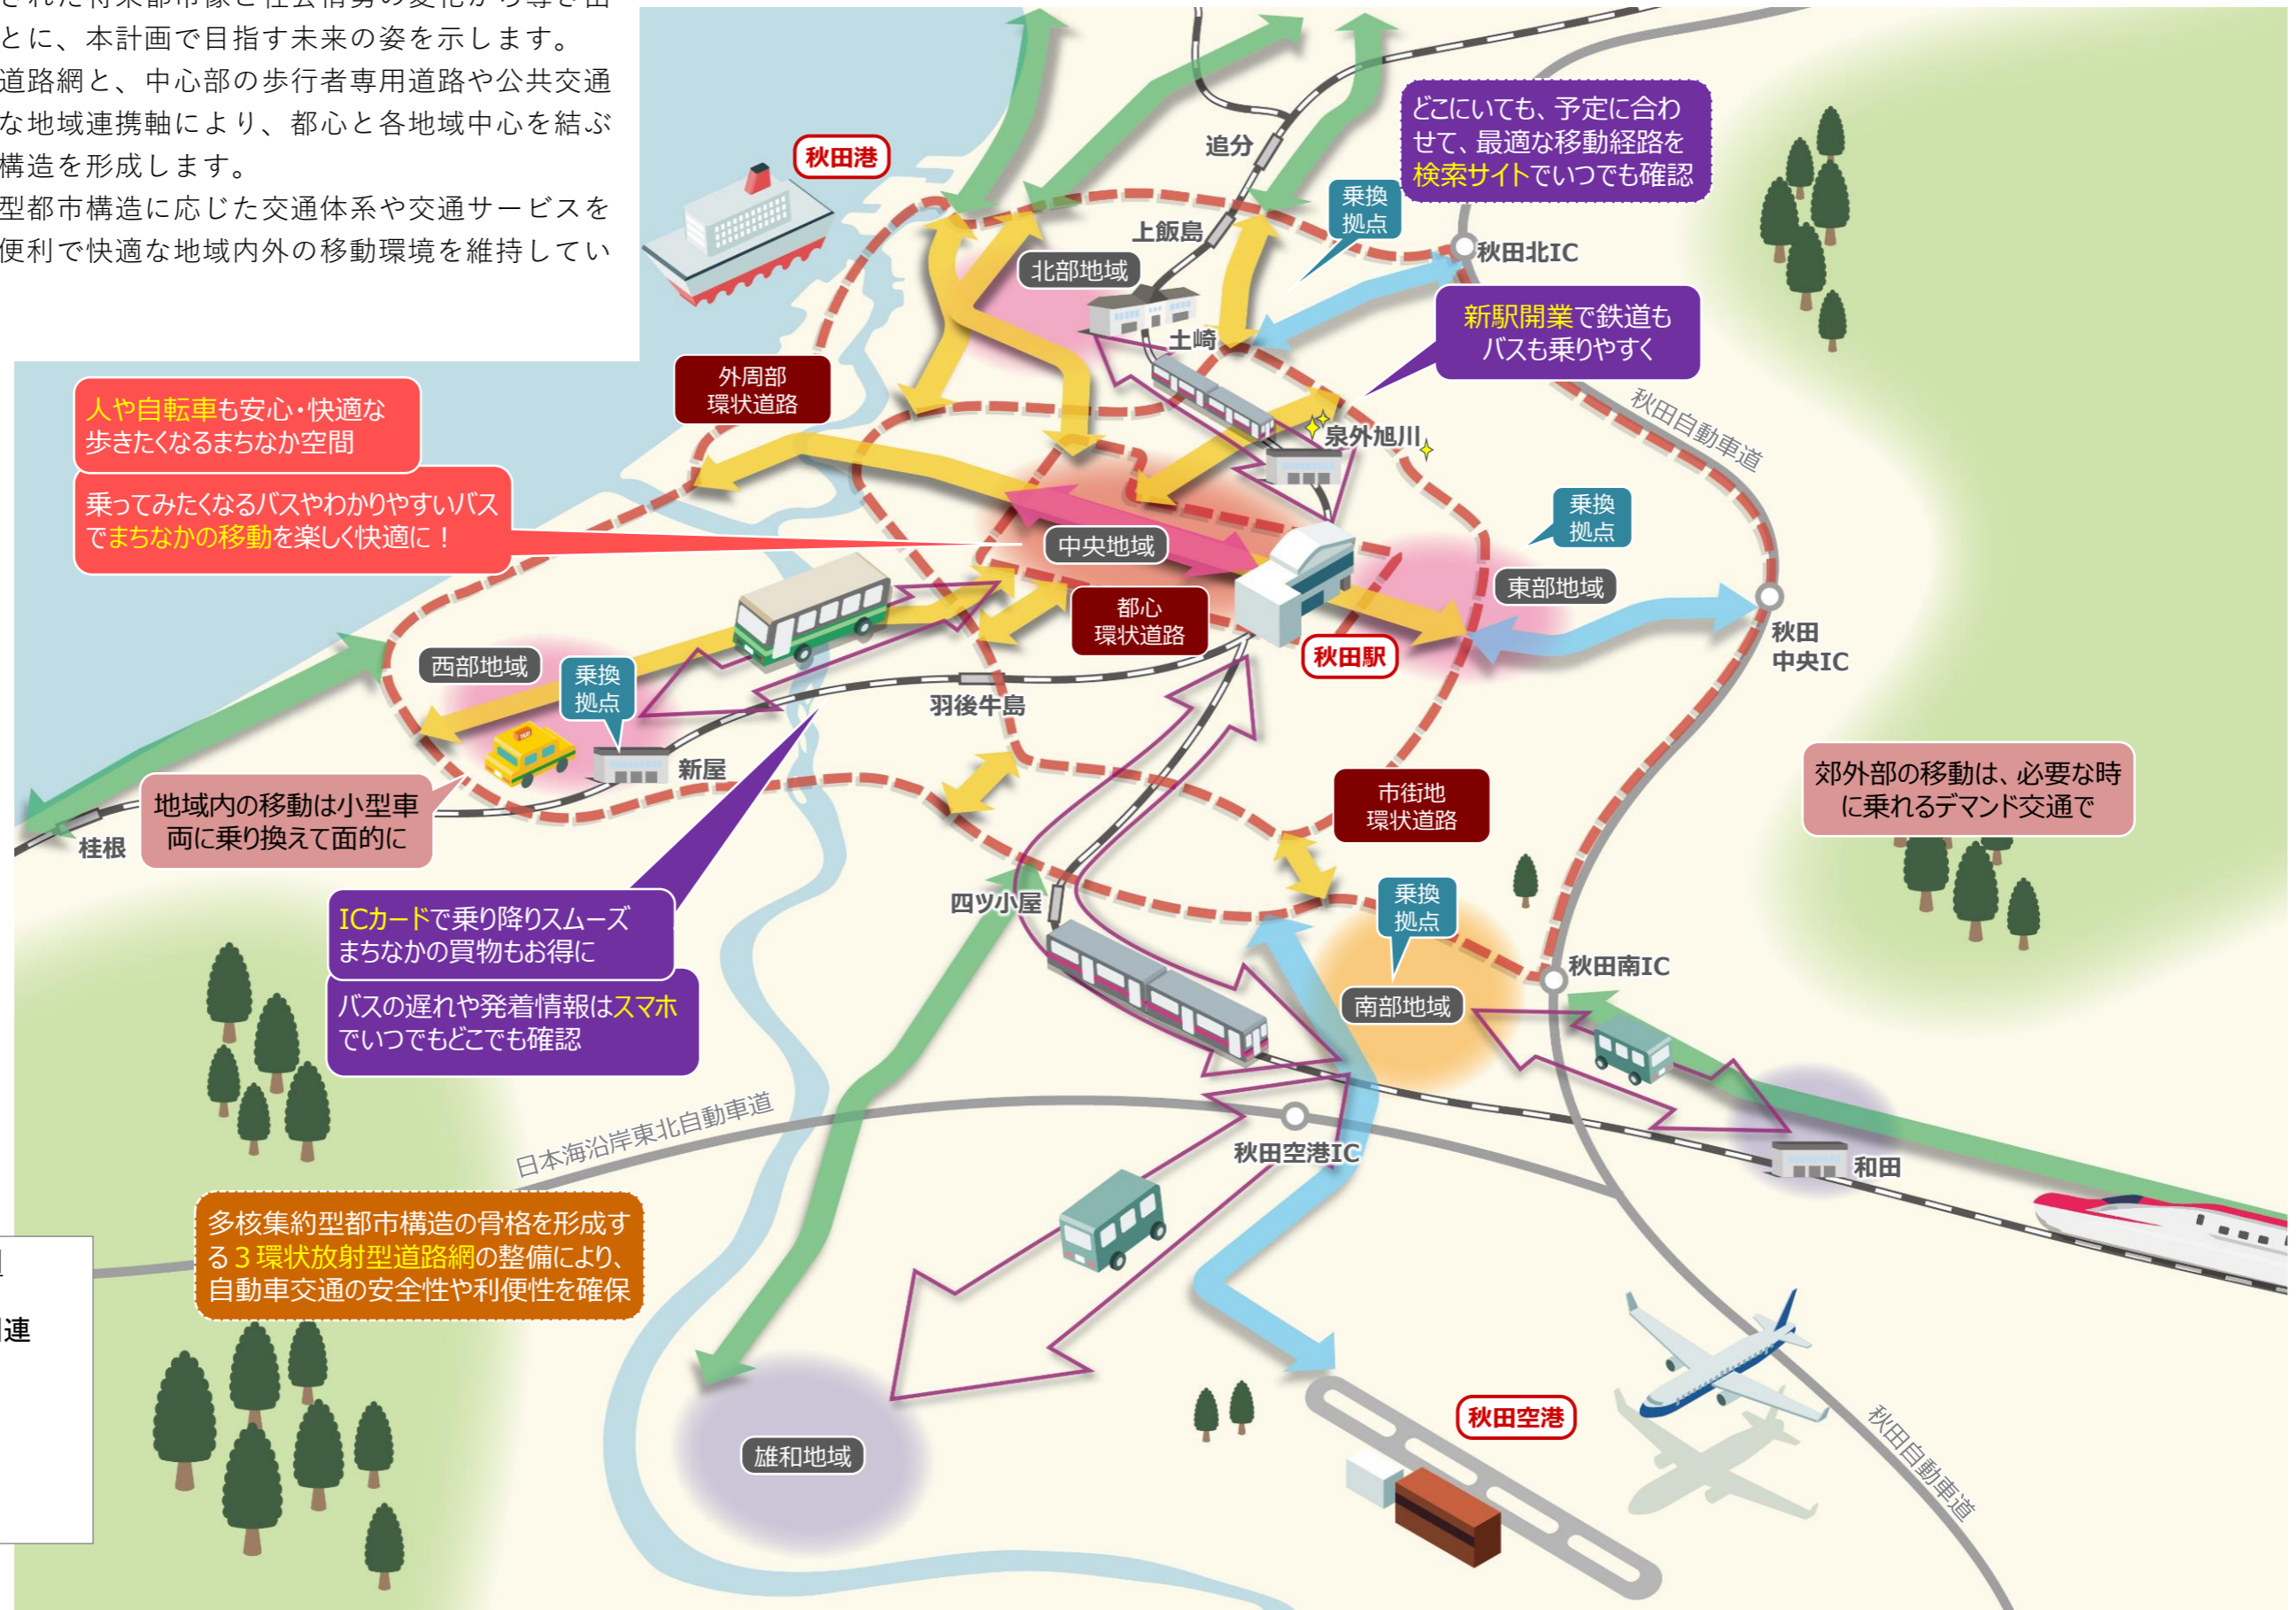 された将来都市像と社会情勢の変化から導き出
とに、本計画で目指す未来の姿を示します。
道路網と、中心部の歩行者専用道路や公共交通
な地域連携軸により、都心と各地域中心を結ぶ
構造を形成します。
型都市構造に応じた交通体系や交通サービスを
便利で快適な地域内外の移動環境を維持してい
秋田港
追分
どこにいても、予定に合わ
せて、最適な移動経路を
検索サイトでいつでも確認
乗換
拠点
上飯島
秋田北IC
北部地域
新駅開業で鉄道も
バスも乗りやすく
土崎
外周部
環状道路
秋田自動車道
人や自転車も安心・快適な
歩きたくなるまちなか空間
泉外旭川
乗ってみたくなるバスやわかりやすいバス
でまちなかの移動を楽しく快適に！
乗換
拠点
中央地域
東部地域
都心
環状道路
秋田
中央IC
秋田駅
西部地域
乗換
拠点
羽後牛島
新屋
地域内の移動は小型車
両に乗り換えて面的に
桂根
市街地
環状道路
郊外部の移動は、必要な時
に乗れるデマンド交通で
四ツ小屋
乗換
拠点
ICカードで乗り降りスムーズ
まちなかの買物もお得に
秋田南IC
南部地域
バスの遅れや発着情報はスマホ
でいつでもどこでも確認
日本海沿岸東北自動車道
秋田空港IC
和田
多核集約型都市構造の骨格を形成す
る３環状放射型道路網の整備により、
自動車交通の安全性や利便性を確保
連
秋田空港
雄和地域
秋田自動車道